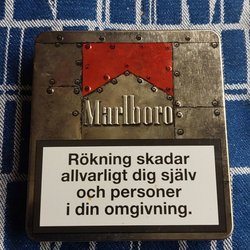 Marlboro
Rökning skadar
allvarligt dig själv
och personer
i din omgivning.